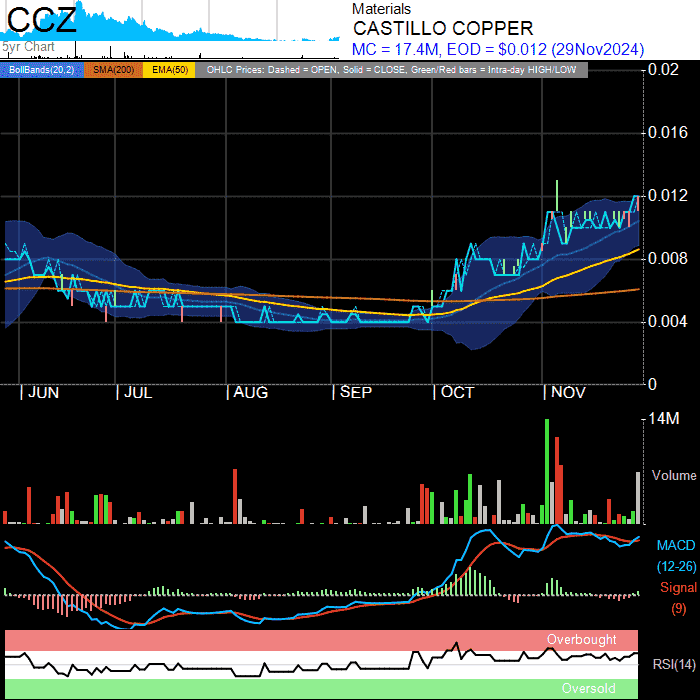 CCZ
5yr Chart
Materials
CASTILLO COPPER
MC = 17.4M, EOD = $0.012 (29Nov2024)
BollBands(20,2) SMA(200) EMA(50) OHLC Prices: Dashed = OPEN, Solid = CLOSE, Green/Red bars = Intra-day HIGH/LOW
0.02
0.016
0.012
0.008
0.004
0
JUN JUL AUG SEP OCT NOV
14M
Volume
MACD
(12-26)
Signal
(9)
Overbought
RSI(14)
Oversold